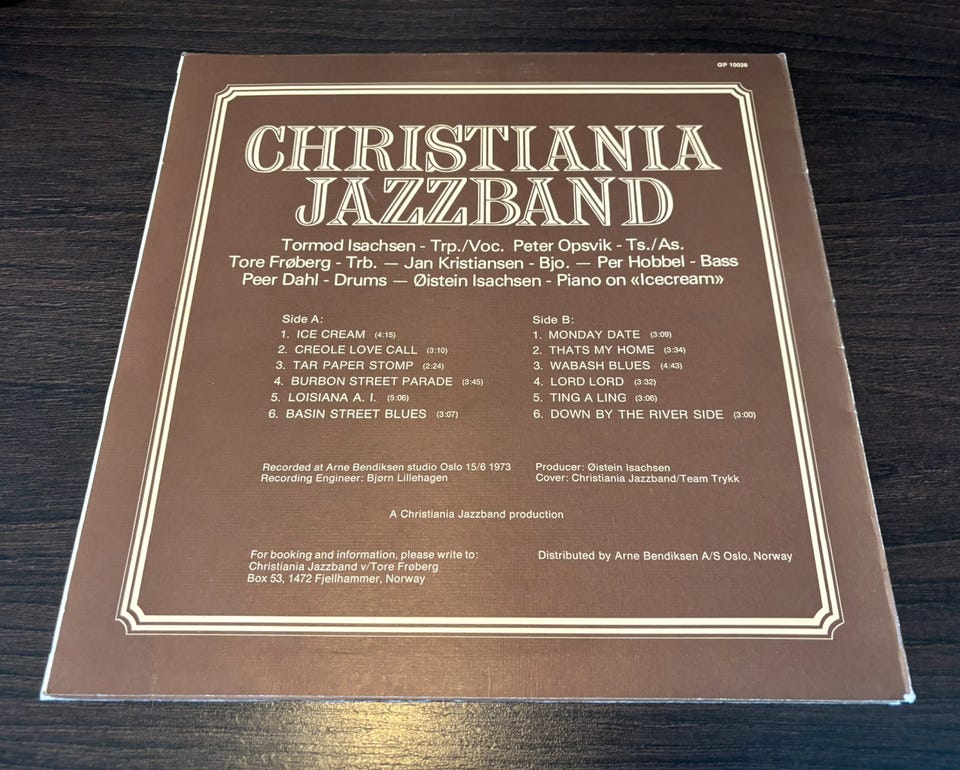 GP 10026
CHRISTIANIA
JAZZBAND
Tormod Isachsen - Trp./Voc. Peter Opsvik - Ts./As.
Tore Frøberg - Trb. — Jan Kristiansen - Bjo. — Per Hobbel - Bass
Peer Dahl - Drums — Øistein Isachsen - Piano on «Icecream»
Side A:
1. ICE CREAM (4:15)
2. CREOLE LOVE CALL (3:10)
3. TAR PAPER STOMP (2:24)
4. BURBON STREET PARADE (3:45)
5. LOISIANA A. I. (5:06)
6. BASIN STREET BLUES (3:07)
Side B:
1. MONDAY DATE (3:09)
2. THATS MY HOME (3:34)
3. WABASH BLUES (4:43)
4. LORD LORD (3:32)
5. TING A LING (3:06)
6. DOWN BY THE RIVER SIDE (3:00)
Recorded at Arne Bendiksen studio Oslo 15/6 1973
Recording Engineer: Bjørn Lillehagen
Producer: Øistein Isachsen
Cover: Christiania Jazzband/Team Trykk
A Christiania Jazzband production
For booking and information, please write to:
Christiania Jazzband v/Tore Frøberg
Box 53, 1472 Fjellhammer, Norway
Distributed by Arne Bendiksen A/S Oslo, Norway